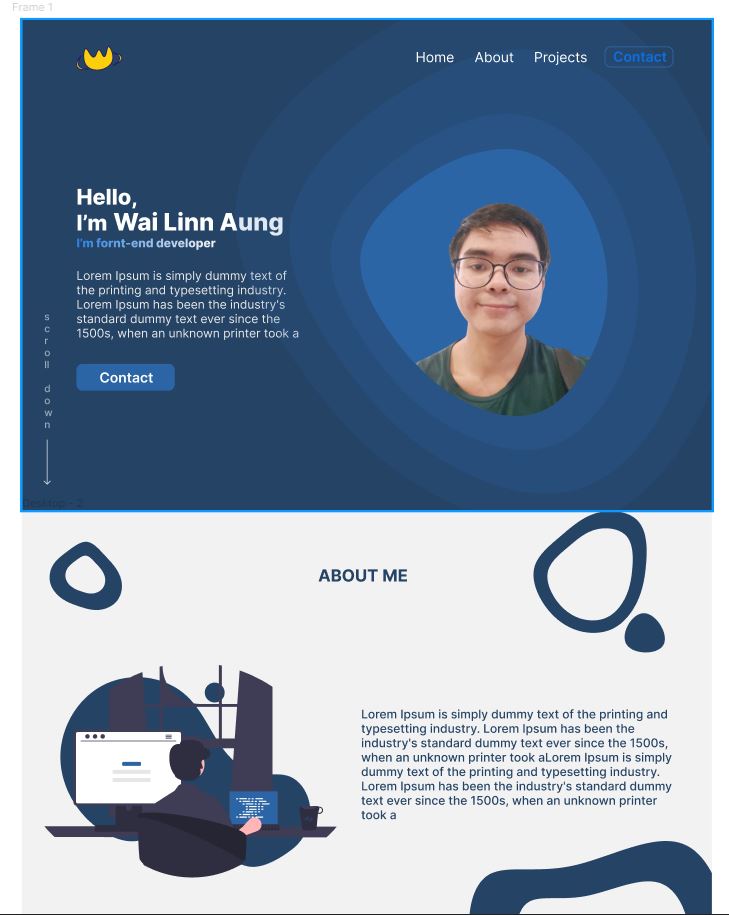 Frame 1
Home About Projects Contact
Hello,
I'm Wai Linn Aung
I'm fornt-end developer
Lorem Ipsum is simply dummy text of
the printing and typesetting industry.
Lorem Ipsum has been the industry's
standard dummy text ever since the
1500s, when an unknown printer took a
Contact
scroll down
Desktop - 2
ABOUT ME
Lorem Ipsum is simply dummy text of the printing and
typesetting industry. Lorem Ipsum has been the
industry's standard dummy text ever since the 1500s,
when an unknown printer took aLorem Ipsum is simply
dummy text of the printing and typesetting industry.
Lorem Ipsum has been the industry's standard dummy
text ever since the 1500s, when an unknown printer
took a